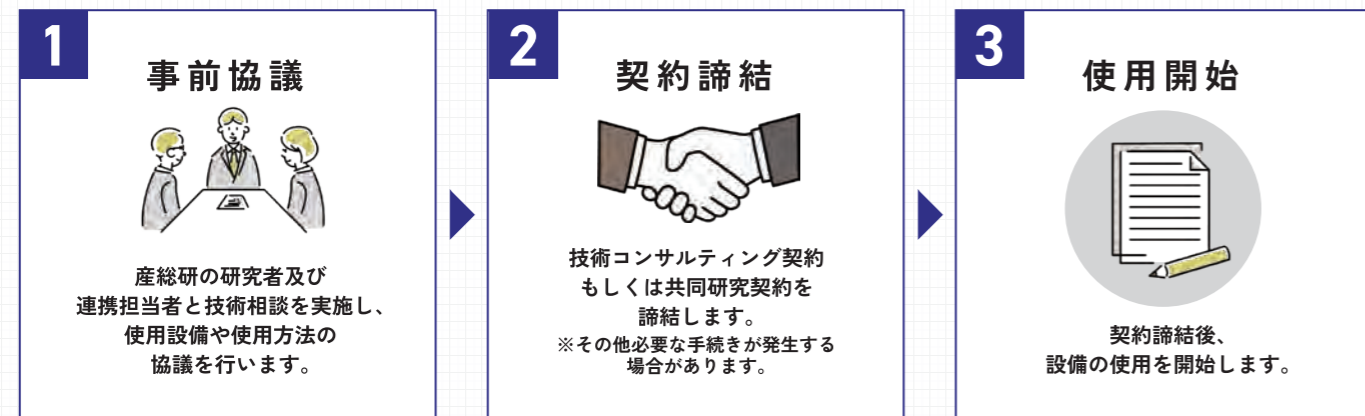 1
事前協議
産総研の研究者及び
連携担当者と技術相談を実施し、
使用設備や使用方法の
協議を行います。
2
契約諦結
技術コンサルティング契約
もしくは共同研究契約を
諦結します。
※その他必要な手続きが発生する
場合があります。
3
使用開始
契約諦結後、
設備の使用を開始します。